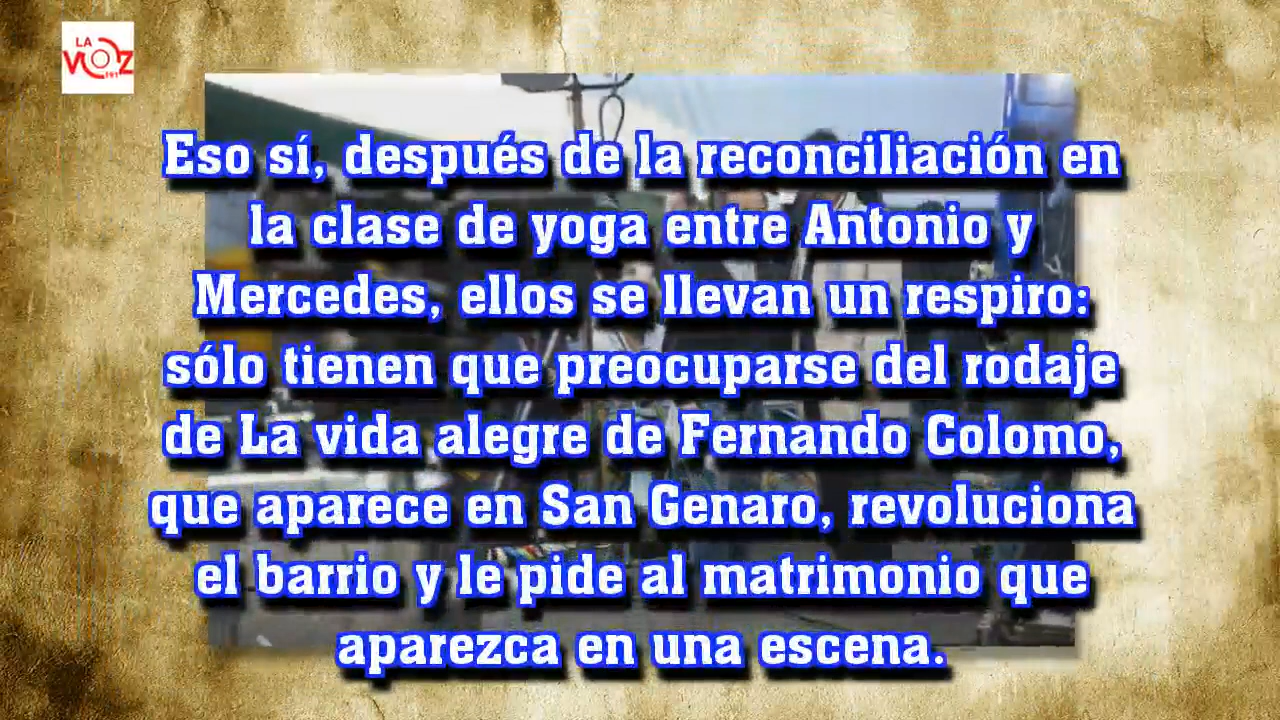 LA
VOZ
Eso sí, después de la reconciliación en
la clase de yoga entre Antonio y
Mercedes, ellos se llevan un respiro:
sólo tienen que preocuparse del rodaje
de La vida alegre de Fernando Colomo,
que aparece en San Genaro, revoluciona
el barrio y le pide al matrimonio que
aparezca en una escena.